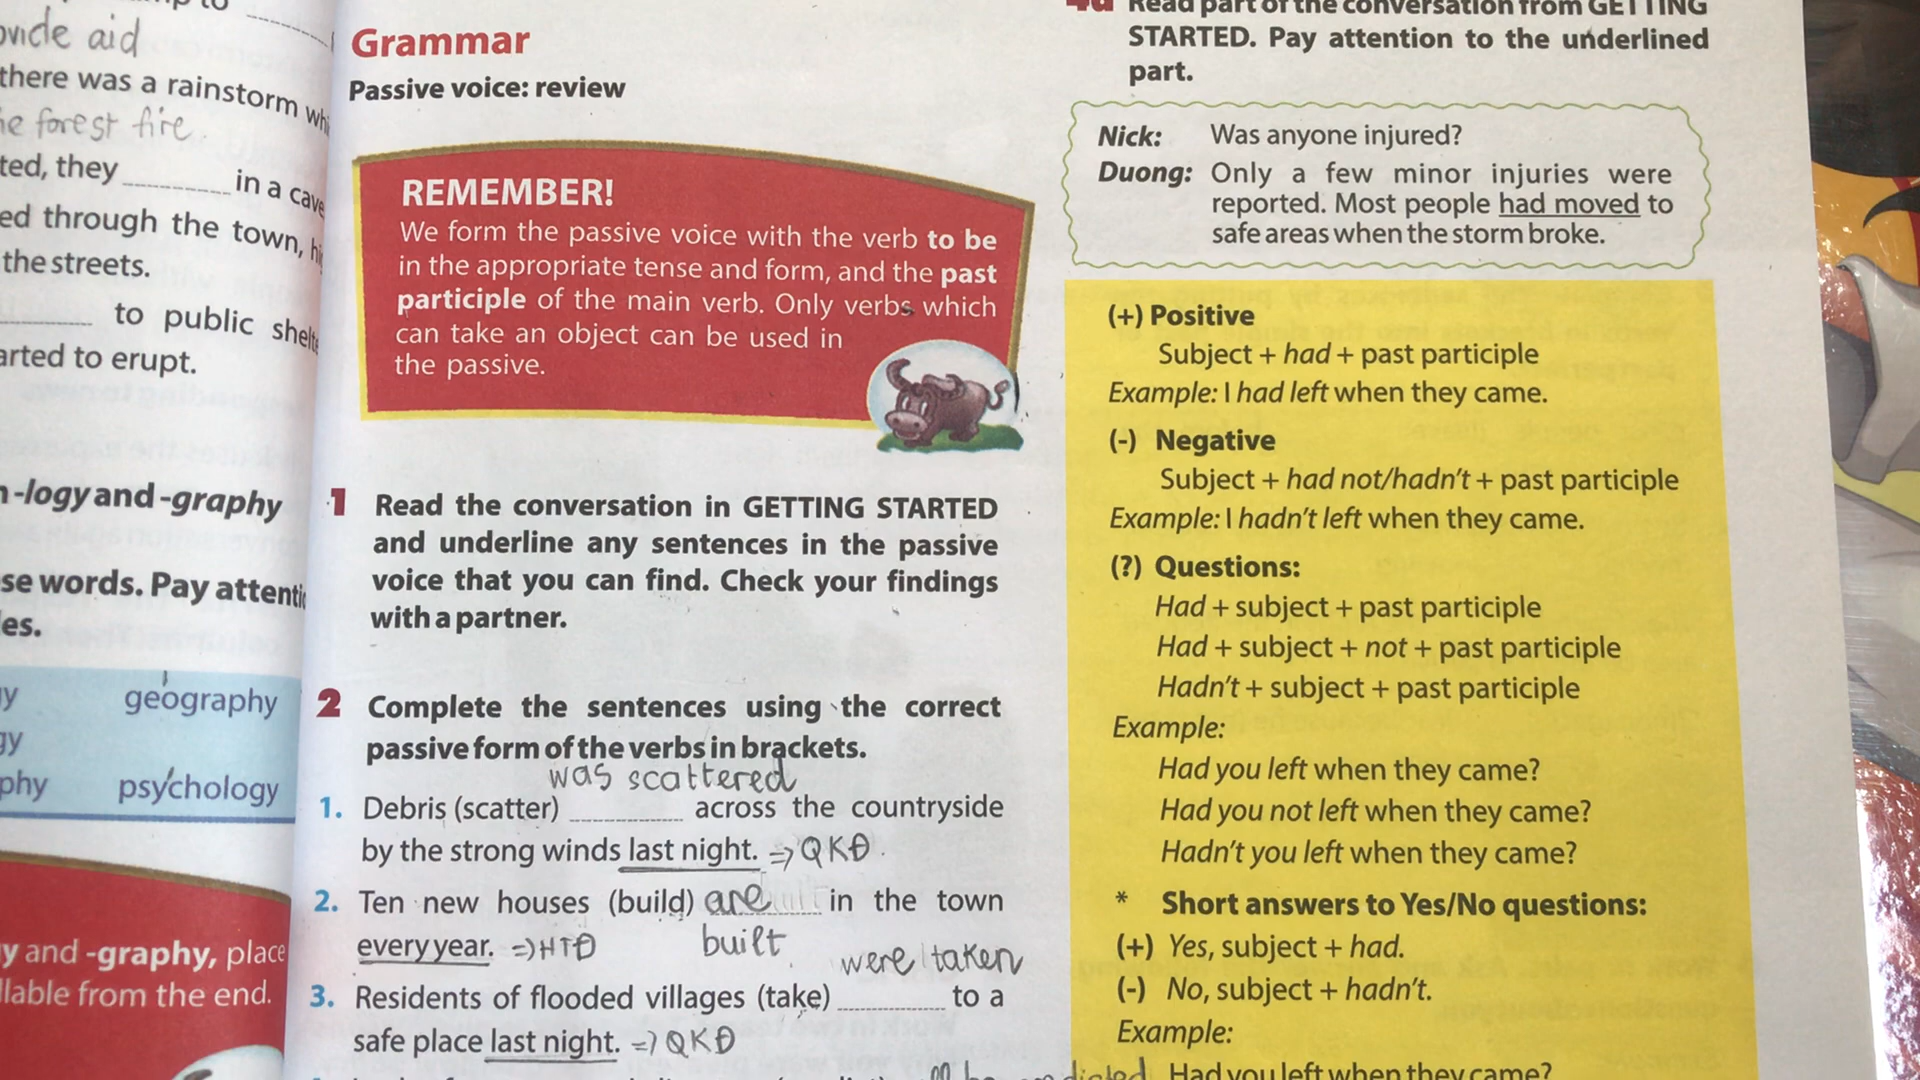 ovide aid
there was a rainstorm
forest fire
ted, they ______ in a cave
ed through the town,
the streets.
______ to public
arted to erupt.
-logy and -graphy
se words. Pay
es.
geography
gy
phy psychology
y and -graphy, place
llable from the end.
Grammar
Passive voice: review
REMEMBER!
We form the passive voice with the verb to be
in the appropriate tense and form, and the past
participle of the main verb. Only verbs which
can take an object can be used in
the passive.
1 Read the conversation in GETTING STARTED
and underline any sentences in the passive
voice that you can find. Check your findings
with a partner.
2 Complete the sentences using the correct
passive form of the verbs in brackets.
was scattered
1. Debris (scatter) ______ across the countryside
by the strong winds last night. => QKĐ
2. Ten new houses (build) are in the town
every year. => HTĐ built
were taken
3. Residents of flooded villages (take) ______ to a
safe place last night. => QKĐ
4a Read part of the conversation from GETTING
STARTED. Pay attention to the underlined
part.
Nick: Was anyone injured?
Duong: Only a few minor injuries were
reported. Most people had moved to
safe areas when the storm broke.
(+) Positive
Subject + had + past participle
Example: I had left when they came.
(-) Negative
Subject + had not/hadn't + past participle
Example: I hadn't left when they came.
(?) Questions:
Had + subject + past participle
Had + subject + not + past participle
Hadn't + subject + past participle
Example:
Had you left when they came?
Had you not left when they came?
Hadn't you left when they came?
* Short answers to Yes/No questions:
(+) Yes, subject + had.
(-) No, subject + hadn't.
Example:
Had you left when they came?